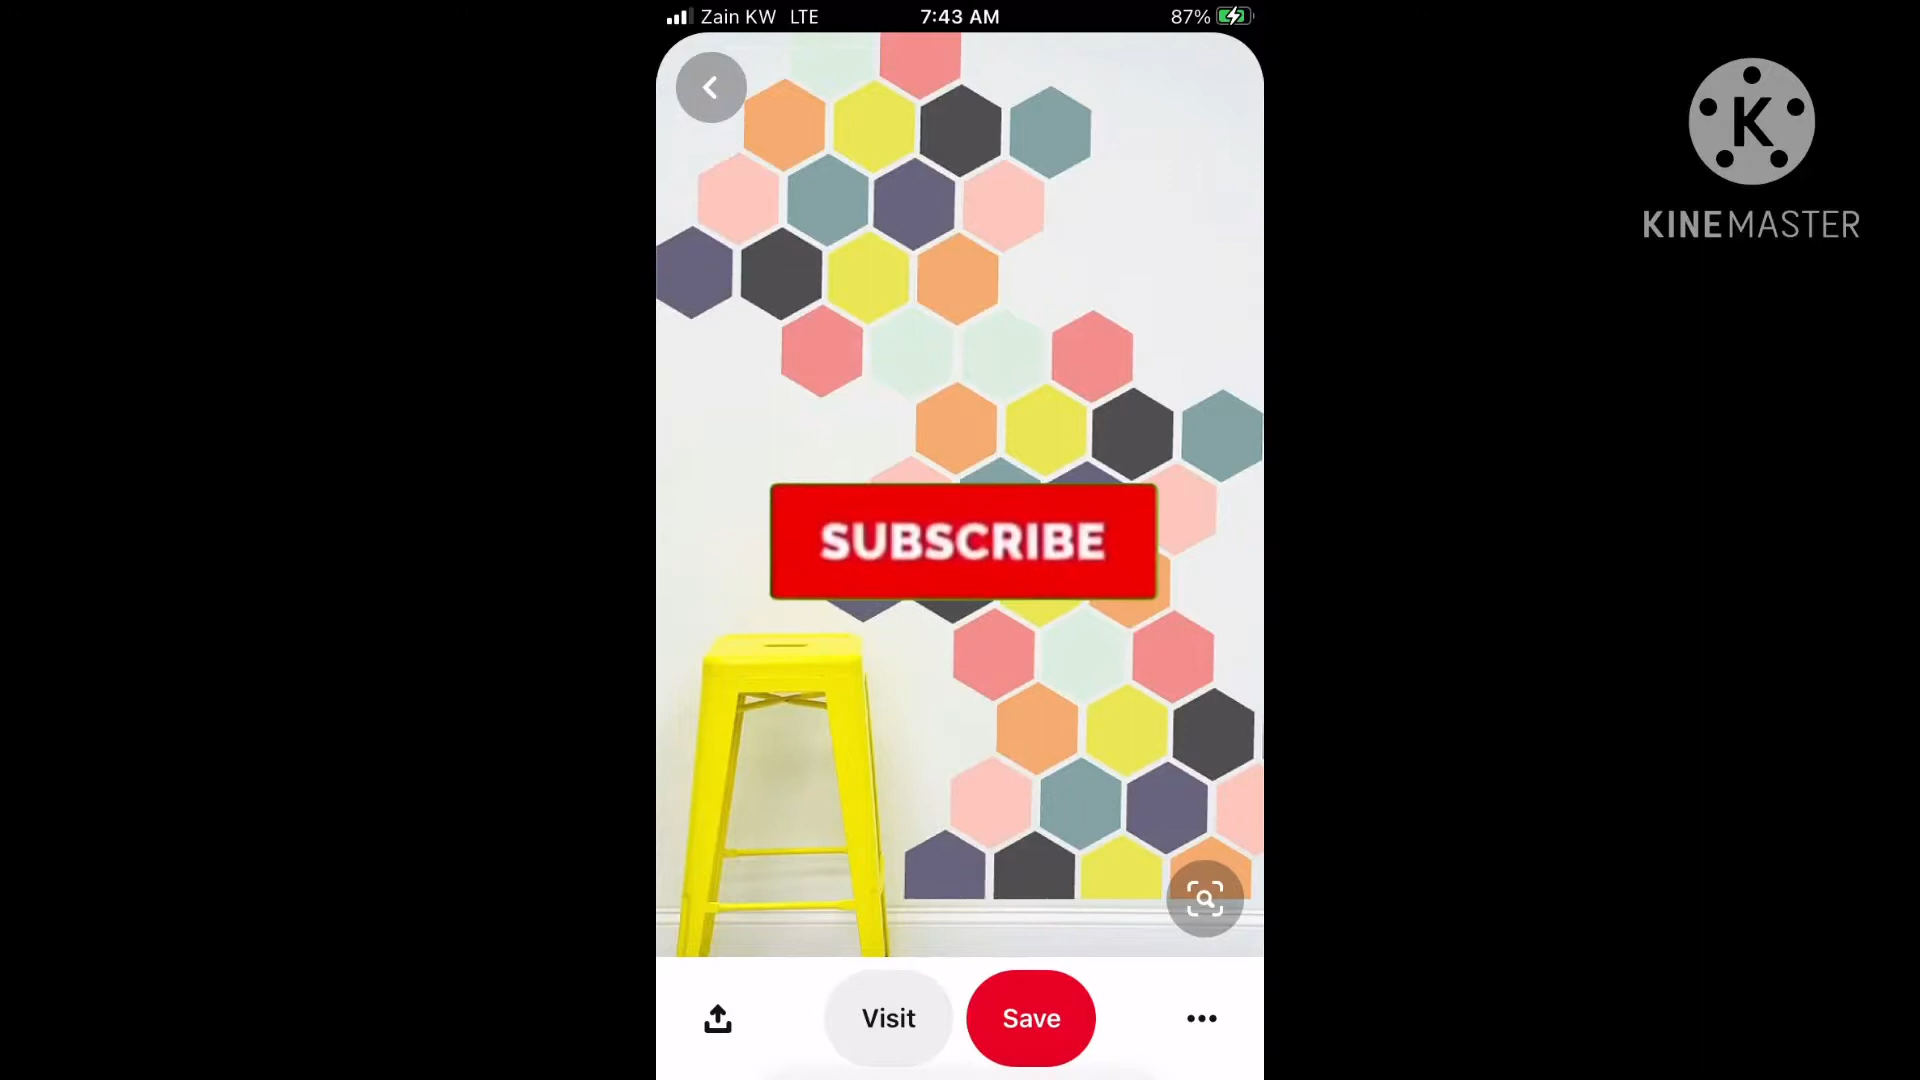 Zain KW LTE 7:43 AM 87%
K
KINEMASTER
SUBSCRIBE
Visit Save